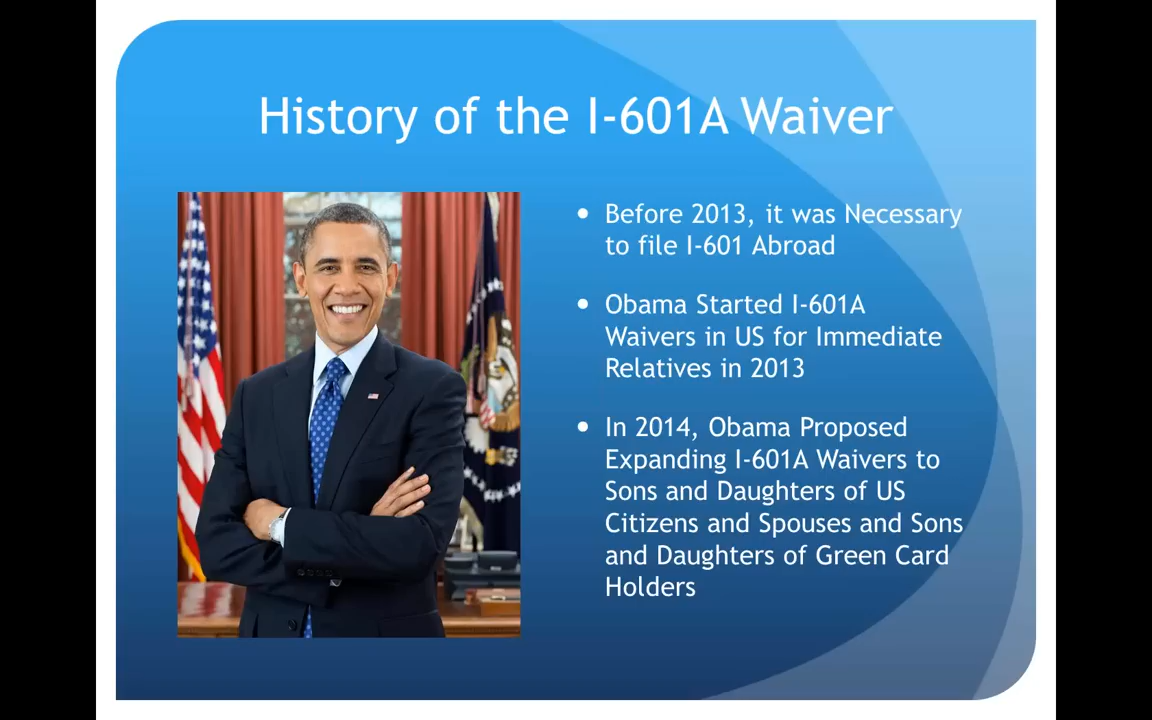 History of the I-601A Waiver
• Before 2013, it was Necessary
to file I-601 Abroad
• Obama Started I-601A
Waivers in US for Immediate
Relatives in 2013
• In 2014, Obama Proposed
Expanding I-601A Waivers to
Sons and Daughters of US
Citizens and Spouses and Sons
and Daughters of Green Card
Holders